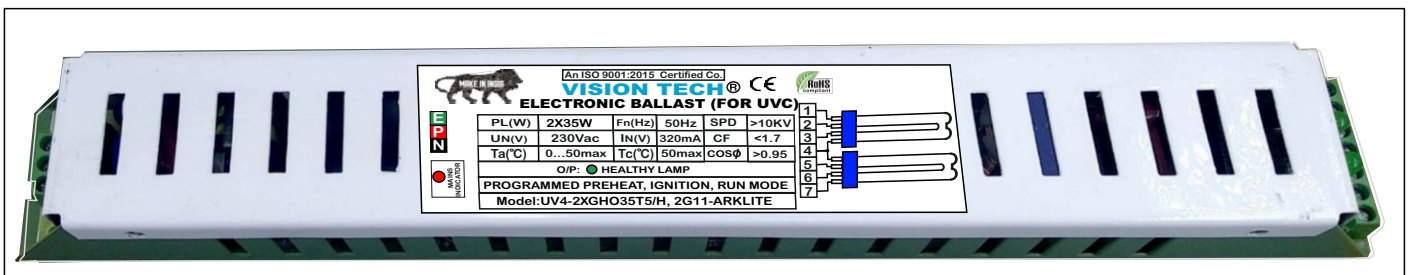 MAKE IN INDIA
An ISO 9001:2015 Certified Co.
VISION TECH® CE
RoHS
compliant
ELECTRONIC BALLAST (FOR UVC)
E
P
N
MAINS
INDICATOR
PL(W) 2X35W Fn(Hz) 50Hz SPD >10KV
UN(V) 230Vac IN(V) 320mA CF <1.7
Ta(°C) 0...50max Tc(°C) 50max COSϕ >0.95
O/P: HEALTHY LAMP
PROGRAMMED PREHEAT, IGNITION, RUN MODE
Model:UV4-2XGHO35T5/H, 2G11-ARKLITE
1
2
3
4
5
6
7